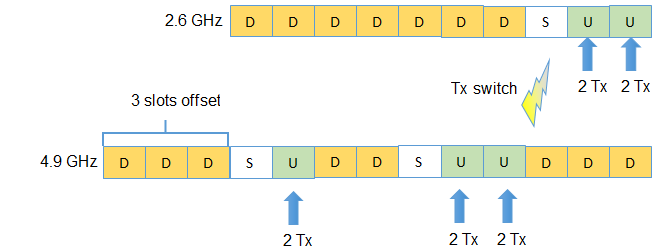 2.6 GHz D D D D D D D S U U
2 Tx 2 Tx
Tx switch
3 slots offset
4.9 GHz D D D S U D D S U U D D D
2 Tx 2 Tx 2 Tx